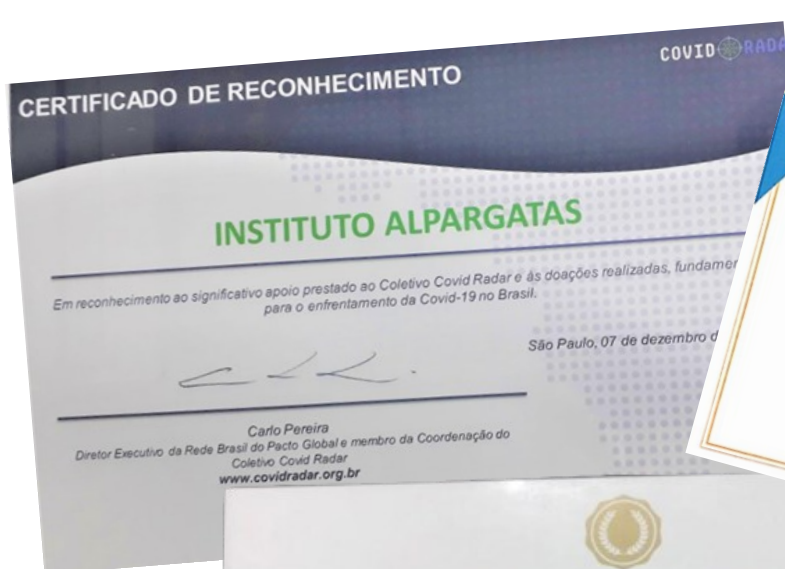 COVID RADA
CERTIFICADO DE RECONHECIMENTO
INSTITUTO ALPARGATAS
Em reconhecimento ao significativo apoio prestado ao Coletivo Covid Radar e às doações realizadas, fundamen
para o enfrentamento da Covid-19 no Brasil.
São Paulo, 07 de dezembro d
Carlo Pereira
Diretor Executivo da Rede Brasil do Pacto Global e membro da Coordenação do
Coletivo Covid Radar
www.covidradar.org.br